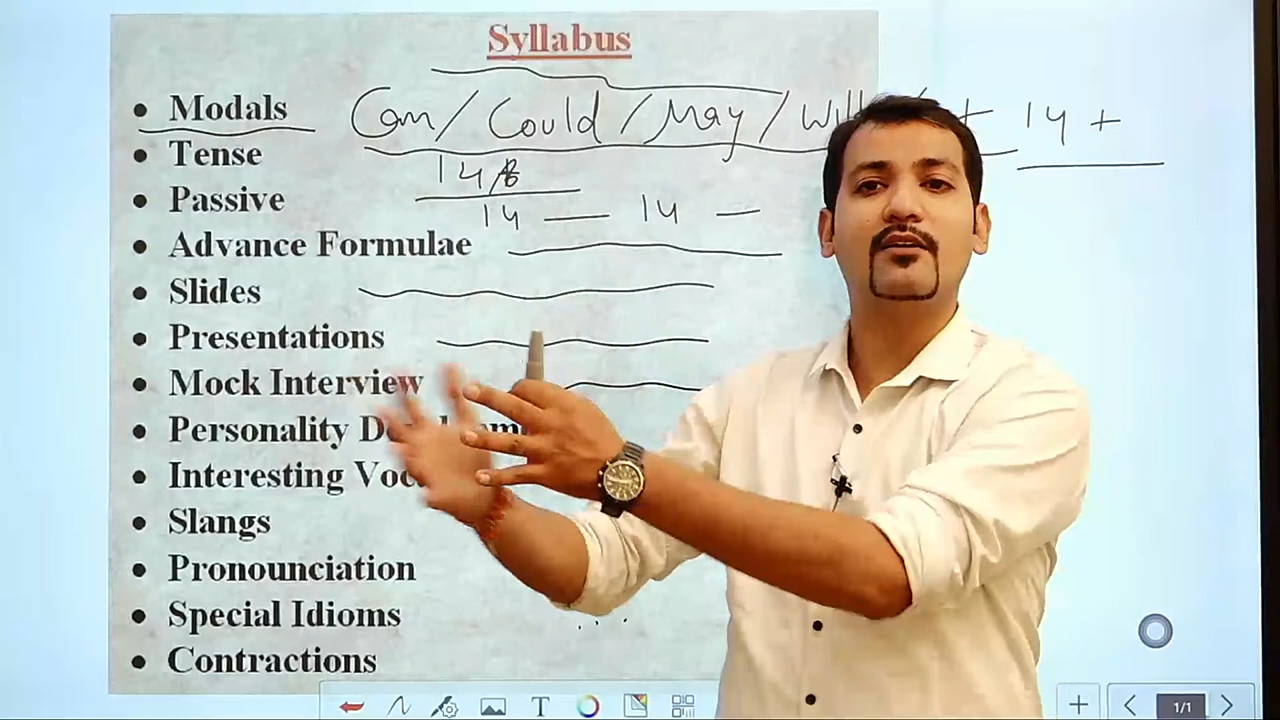 Syllabus
• Modals Can / Could / May / Will + 14 +
• Tense 14
• Passive 14 — 14 —
• Advance Formulae
• Slides
• Presentations
• Mock Interview
• Personality
• Interesting
• Slangs
• Pronounciation
• Special Idioms
• Contractions
T
1/1